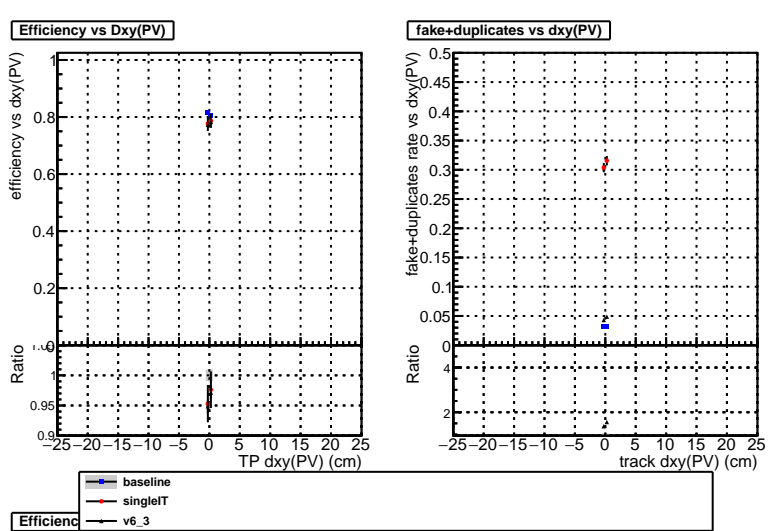 Efficiency vs Dxy(PV)
fake+duplicates vs dxy(PV)
efficiency vs dxy(PV)
1
0.8
0.6
0.4
0.2
0
fake+duplicates rate vs dxy(PV)
0.5
0.45
0.4
0.35
0.3
0.25
0.2
0.15
0.1
0.05
0
Ratio
1
0.95
0.9
−25 −20 −15 −10 −5 0 5 10 15 20 25
TP dxy(PV) (cm)
Ratio
4
2
−25 −20 −15 −10 −5 0 5 10 15 20 25
track dxy(PV) (cm)
baseline
singleIT
v6_3
Efficienc